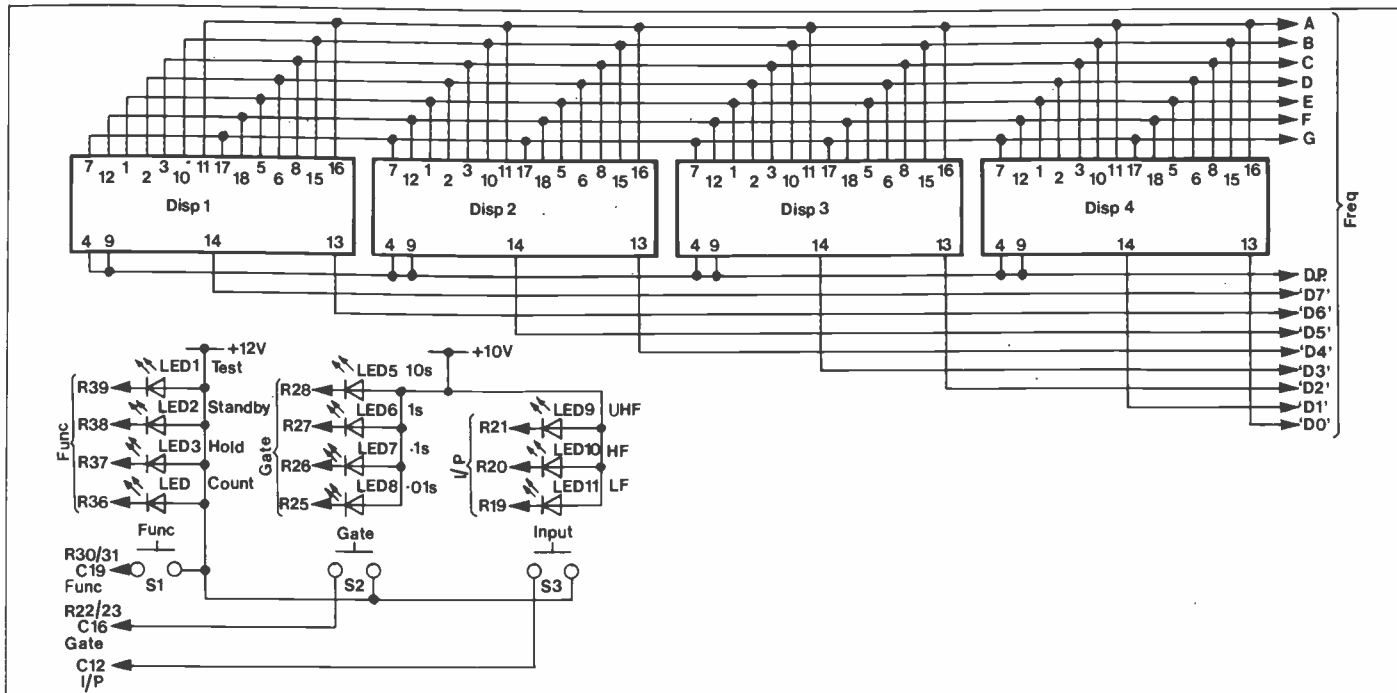 A
B
C
D
E
F
G
7 12 1 2 3 10 11 17 18 5 6 8 15 16
7 12 1 2 3 10 11 17 18 5 6 8 15 16
7 12 1 2 3 10 11 17 18 5 6 8 15 16
7 12 1 2 3 10 11 17 18 5 6 8 15 16
Disp 1
Disp 2
Disp 3
Disp 4
Freq
4 9 14 13
4 9 14 13
4 9 14 13
4 9 14 13
D.P.
'D7'
'D6'
'D5'
'D4'
'D3'
'D2'
'D1'
'D0'
+12V
Func
R39 LED1 Test
R38 LED2 Standby
R37 LED3 Hold
R36 LED Count
+10V
Gate
R28 LED5 10s
R27 LED6 1s
R26 LED7 .1s
R25 LED8 .01s
I/P
R21 LED9 UHF
R20 LED10 HF
R19 LED11 LF
Func
Gate
Input
R30/31
C19
Func
S1
S2
S3
R22/23
C16
Gate
C12
I/P